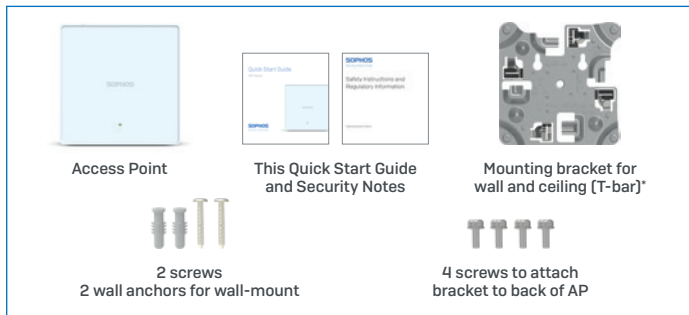 SOPHOS
Quick Start Guide
SOPHOS
SOPHOS
Safety Instructions and
Regulatory Information
Access Point
This Quick Start Guide
and Security Notes
Mounting bracket for
wall and ceiling (T-bar)*
2 screws
2 wall anchors for wall-mount
4 screws to attach
bracket to back of AP